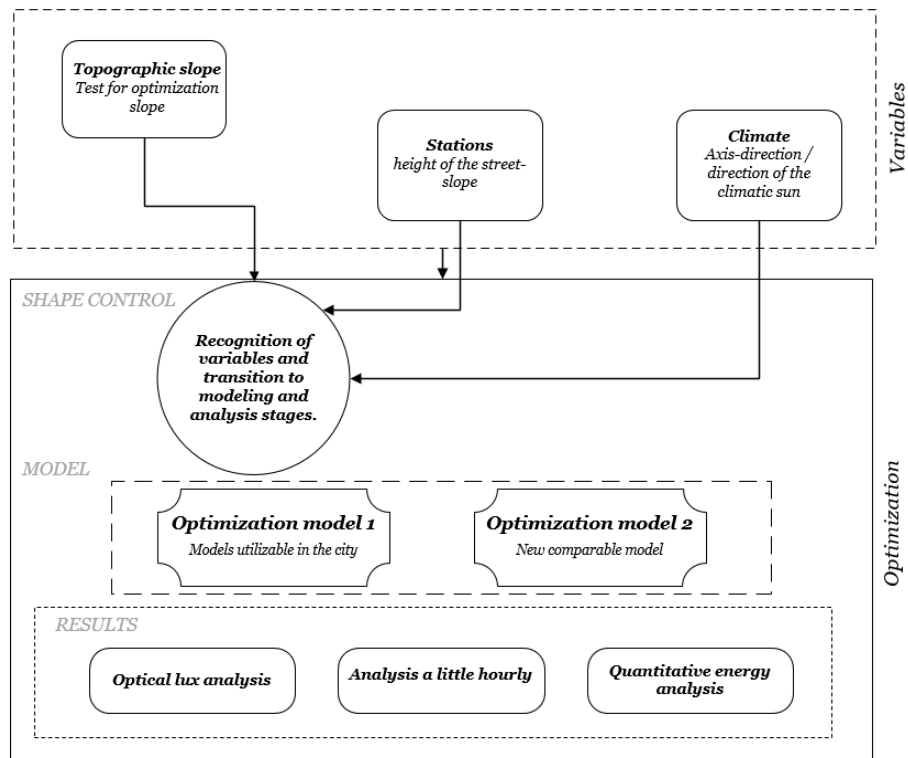 Topographic slope
Test for optimization
slope
Stations
height of the street-
slope
Climate
Axis-direction /
direction of the
climatic sun
Variables
SHAPE CONTROL
Recognition of
variables and
transition to
modeling and
analysis stages.
MODEL
Optimization model 1
Models utilizable in the city
Optimization model 2
New comparable model
Optimization
RESULTS
Optical lux analysis
Analysis a little hourly
Quantitative energy
analysis